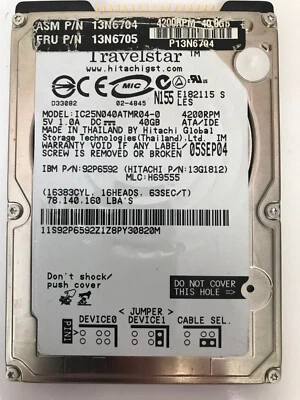 ASM P/N 13N6704 4200RPM 40.0GB
FRU P/N 13N6705 P13N6704
Travelstar™
www.hitachigst.com
D33082 MIC 02-4845 N155 E182115 S
LES
MODEL:IC25N040ATMR04-0 4200RPM
5V 1.0A DC 40GB ATA/IDE
MADE IN THAILAND BY Hitachi Global
Storage Technologies(Thailand) Ltd. IM
WARRANTY VOID IF ANY LABEL/ 05SEP04
SCREW IS REMOVED OR BROKEN
IBM P/N: 92P6592 (HITACHI P/N:13G1812)
MLC:H69555
(16383CYL, 16HEADS, 63SEC/T)
78.140.160 LBA'S
11S92P6592Z1Z8PY30820M
Don't shock/
push cover
DO NOT COVER
THIS HOLE
< JUMPER >
DEVICE0 DEVICE1 CABLE SEL.
PIN1